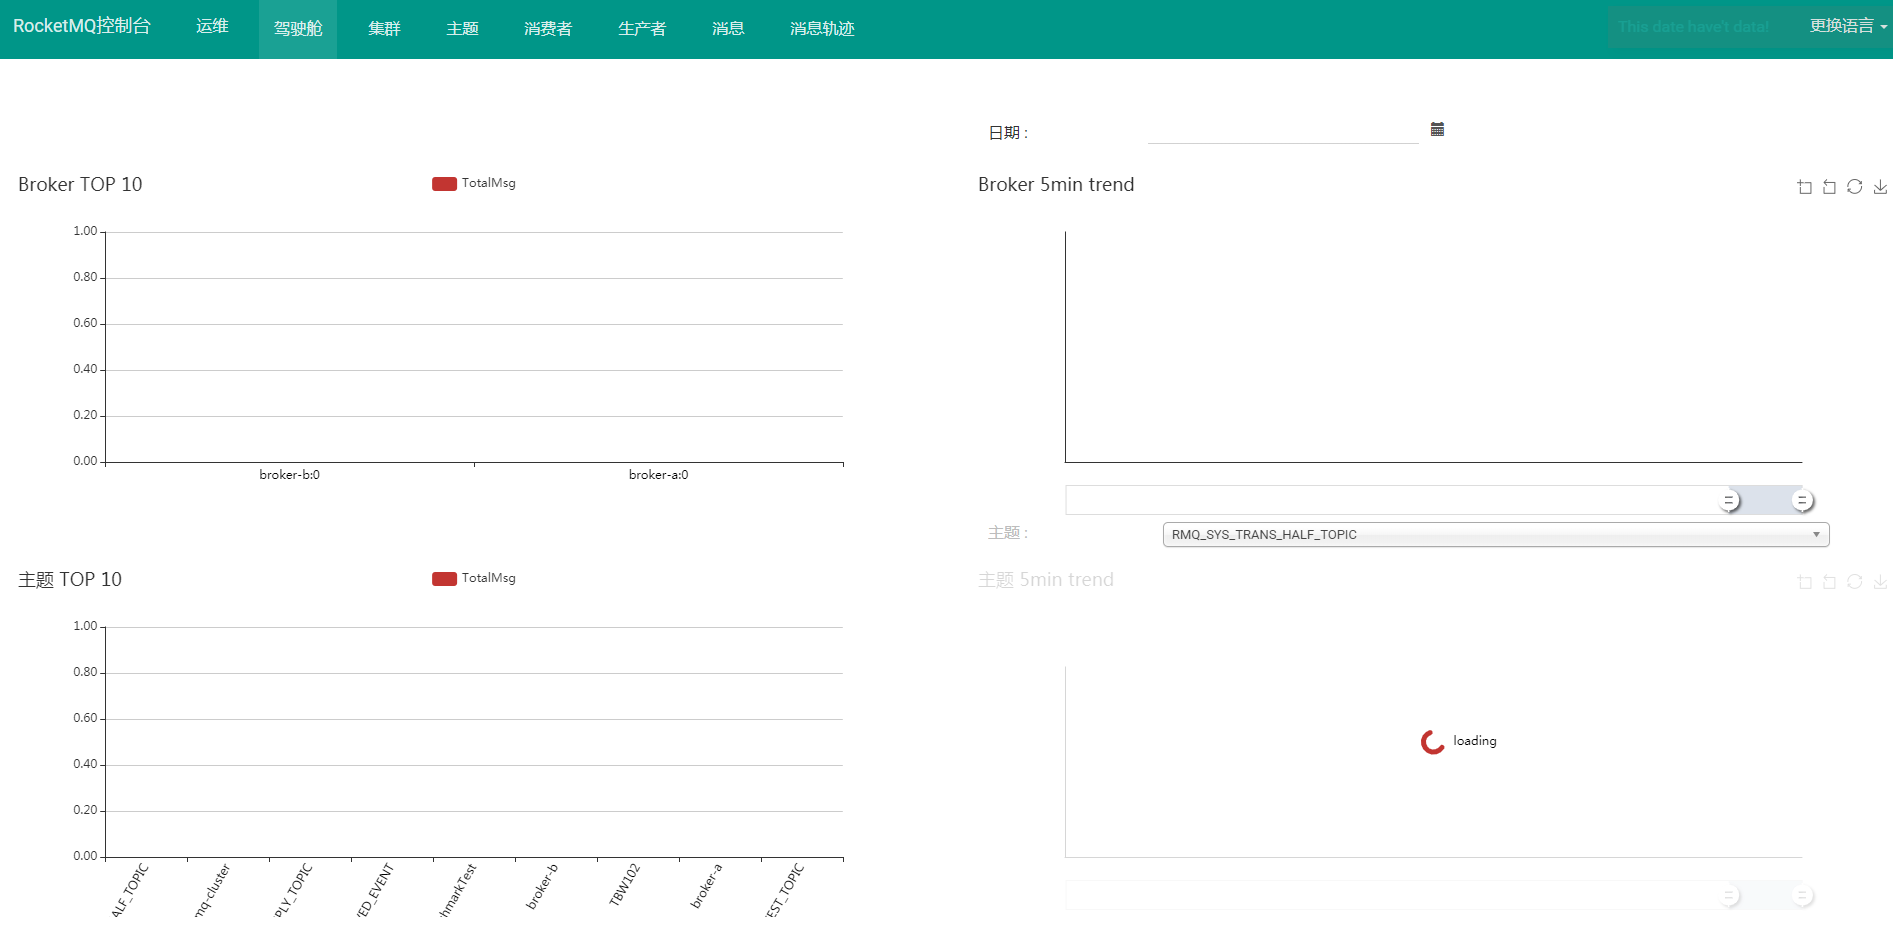 RocketMQ控制台 运维 驾驶舱 集群 主题 消费者 生产者 消息 消息轨迹 This date have't data! 更换语言
日期 :
Broker TOP 10
TotalMsg
1.00
0.80
0.60
0.40
0.20
0.00
broker-b:0 broker-a:0
Broker 5min trend
主题 :
RMQ_SYS_TRANS_HALF_TOPIC
主题 TOP 10
TotalMsg
1.00
0.80
0.60
0.40
0.20
0.00
ALF_TOPIC
mq-cluster
PLY_TOPIC
ED_EVENT
hmarkTest
broker-b
TBW102
broker-a
EST_TOPIC
主题 5min trend
loading